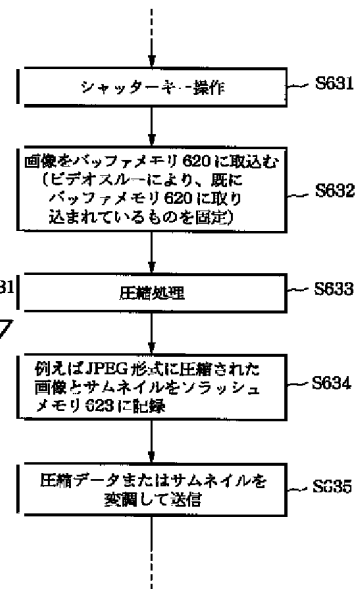 シャッターキー操作
S631
画像をバッファメモリ620に取込む
(ビデオスルーにより、既に
バッファメモリ620に取り
込まれているものを固定)
S632
31
圧縮処理
S633
例えばJPEG形式に圧縮された
画像とサムネイルをフラッシュ
メモリ623に記録
S634
圧縮データまたはサムネイルを
変調して送信
S635